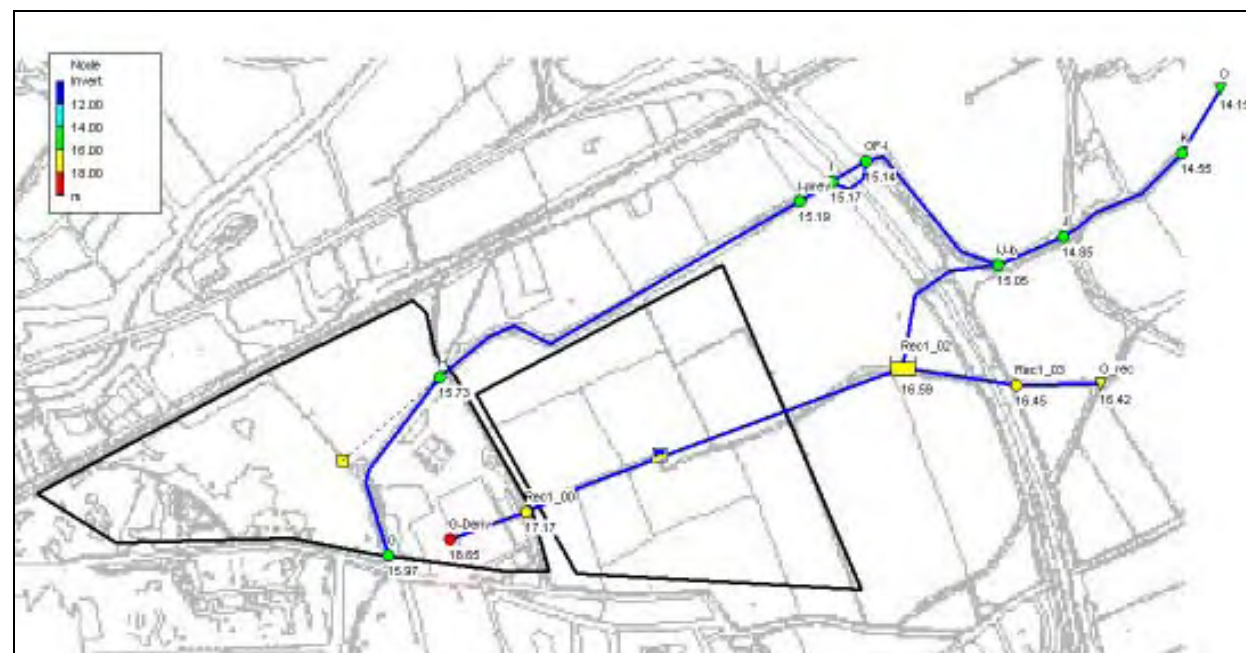 Node
Invert
12.00
14.00
16.00
18.00
m
O
14.15
K
14.55
OF-I
15.14
I
15.17
I-prev
15.19
J
14.85
IJ-b
15.05
Rec1_02
16.59
Rec1_03
16.45
O_rec
16.42
15.73
Rec1_00
17.17
G-Deriv
18.65
15.97